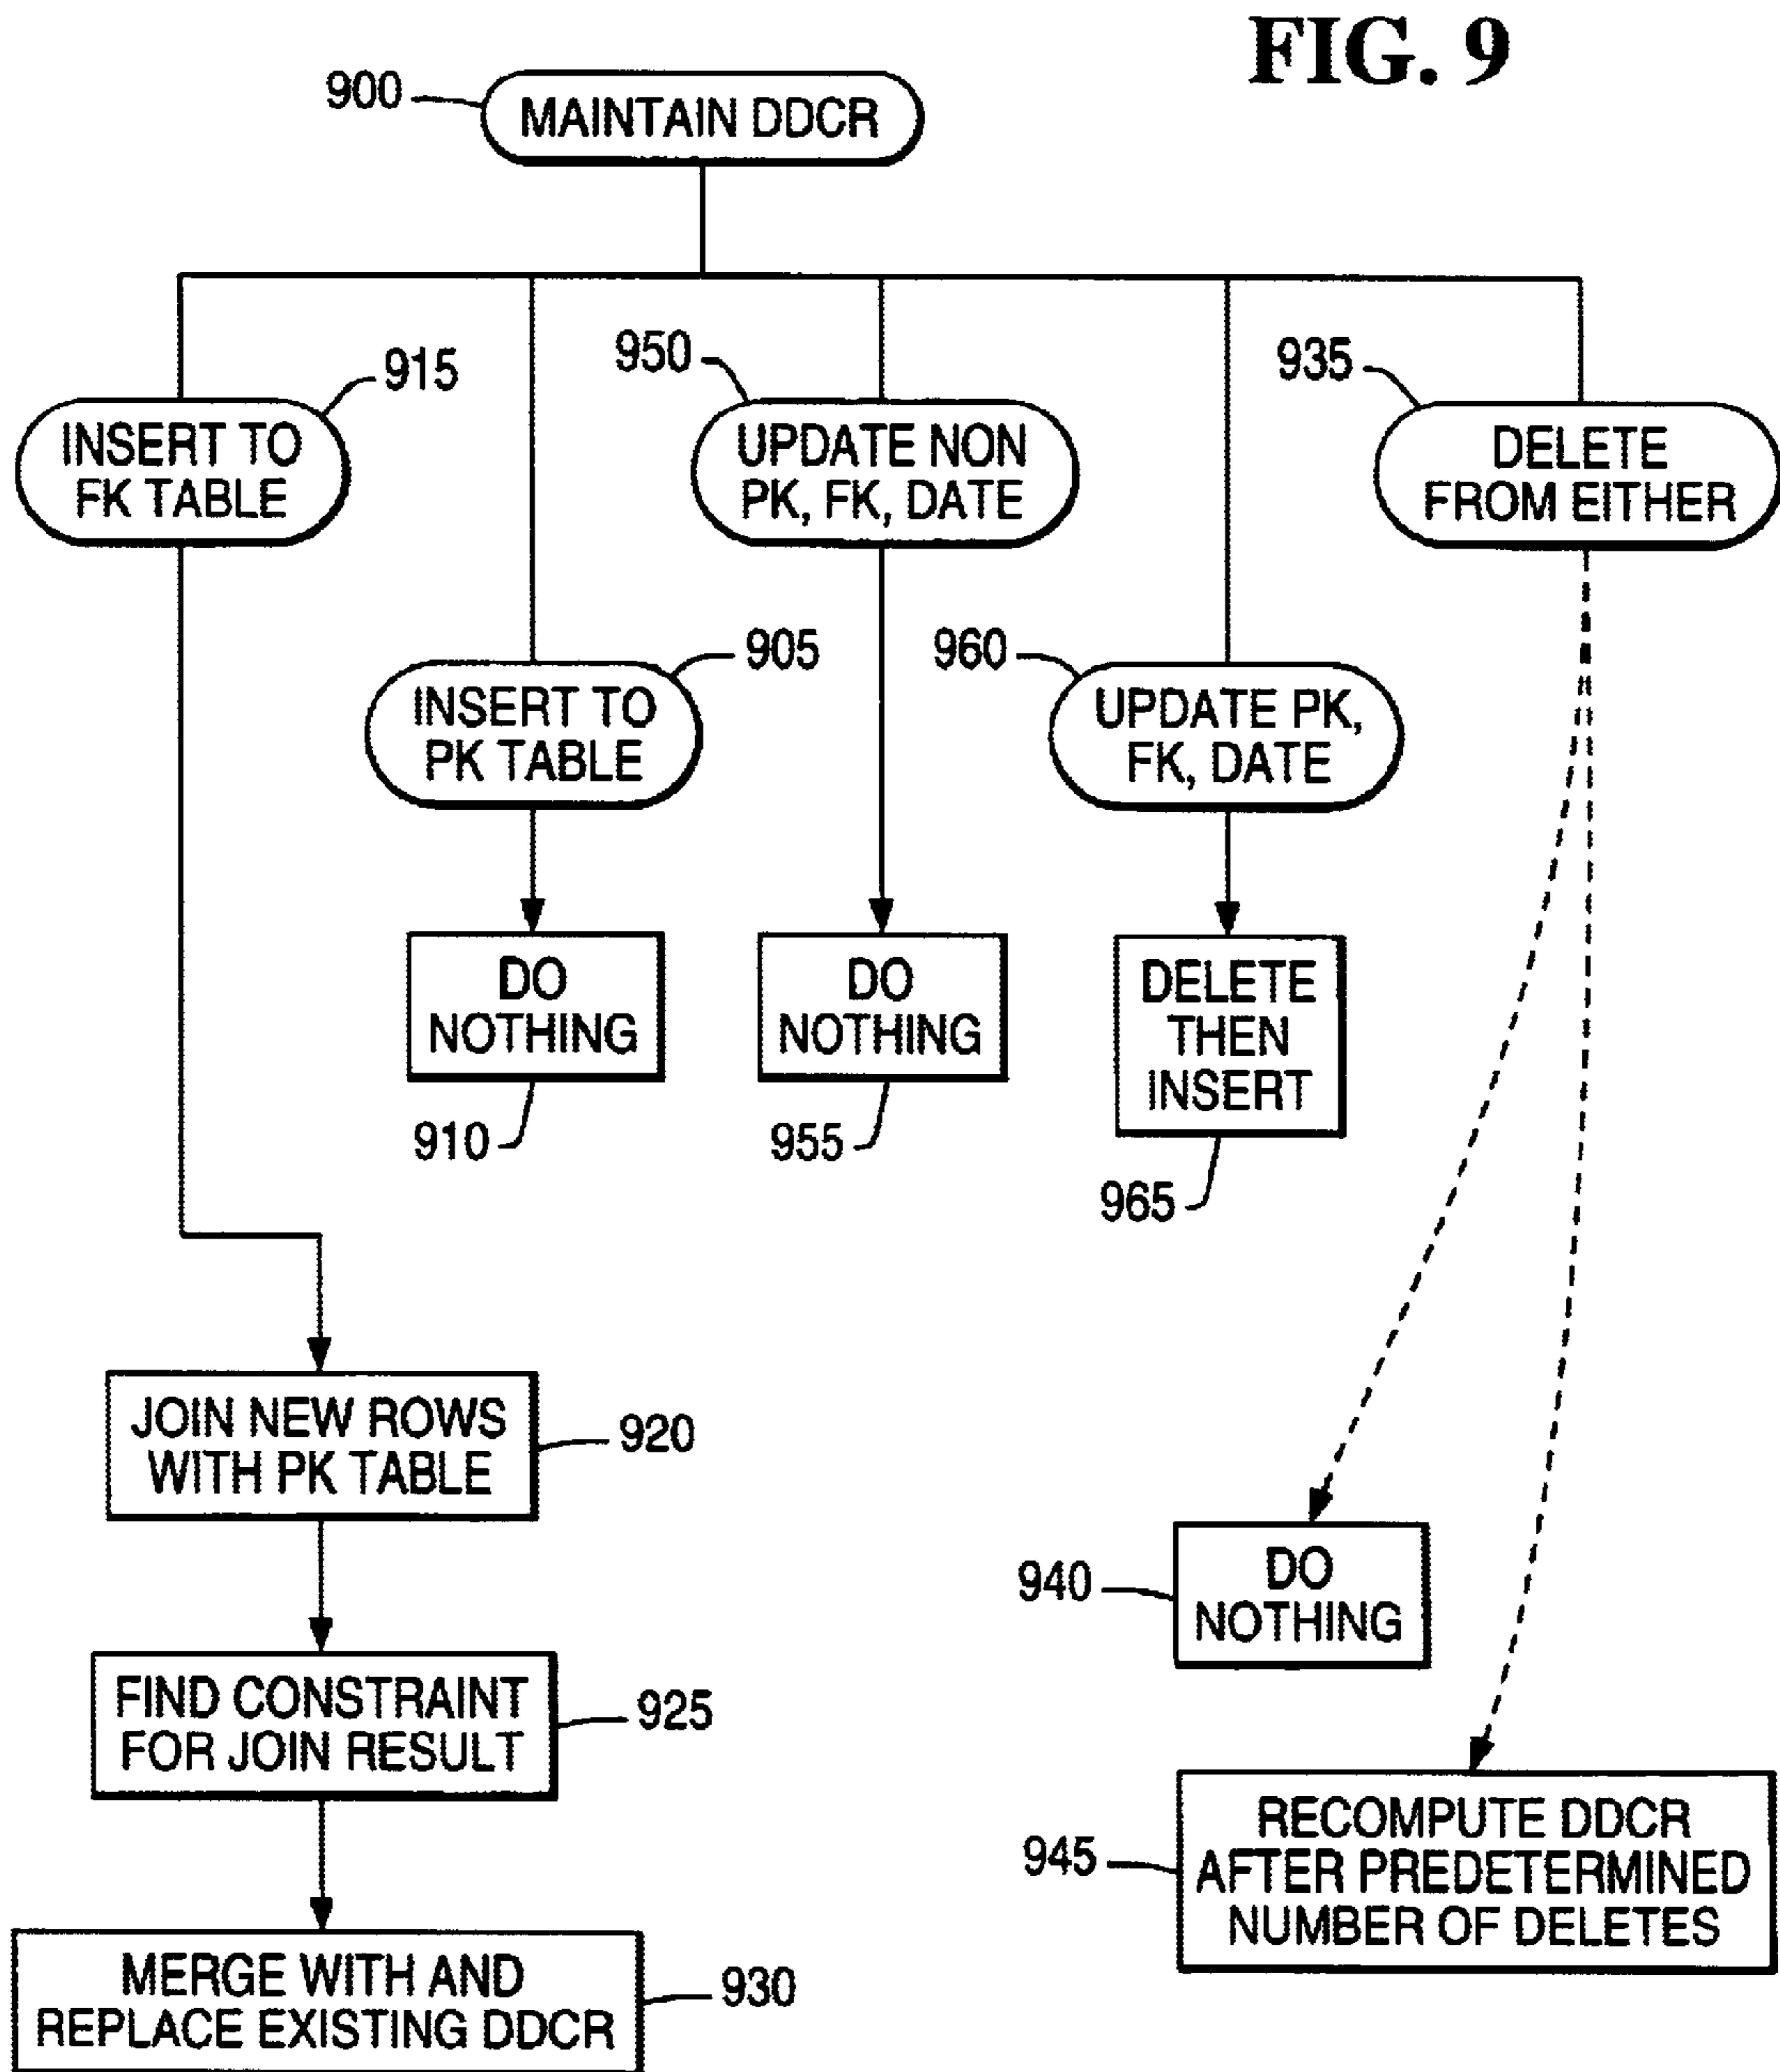 FIG. 9
900
MAINTAIN DDCR
915
INSERT TO
FK TABLE
950
UPDATE NON
PK, FK, DATE
935
DELETE
FROM EITHER
905
INSERT TO
PK TABLE
960
UPDATE PK,
FK, DATE
DO
NOTHING
910
DO
NOTHING
955
DELETE
THEN
INSERT
965
JOIN NEW ROWS
WITH PK TABLE
920
940
DO
NOTHING
FIND CONSTRAINT
FOR JOIN RESULT
925
945
RECOMPUTE DDCR
AFTER PREDETERMINED
NUMBER OF DELETES
MERGE WITH AND
REPLACE EXISTING DDCR
930